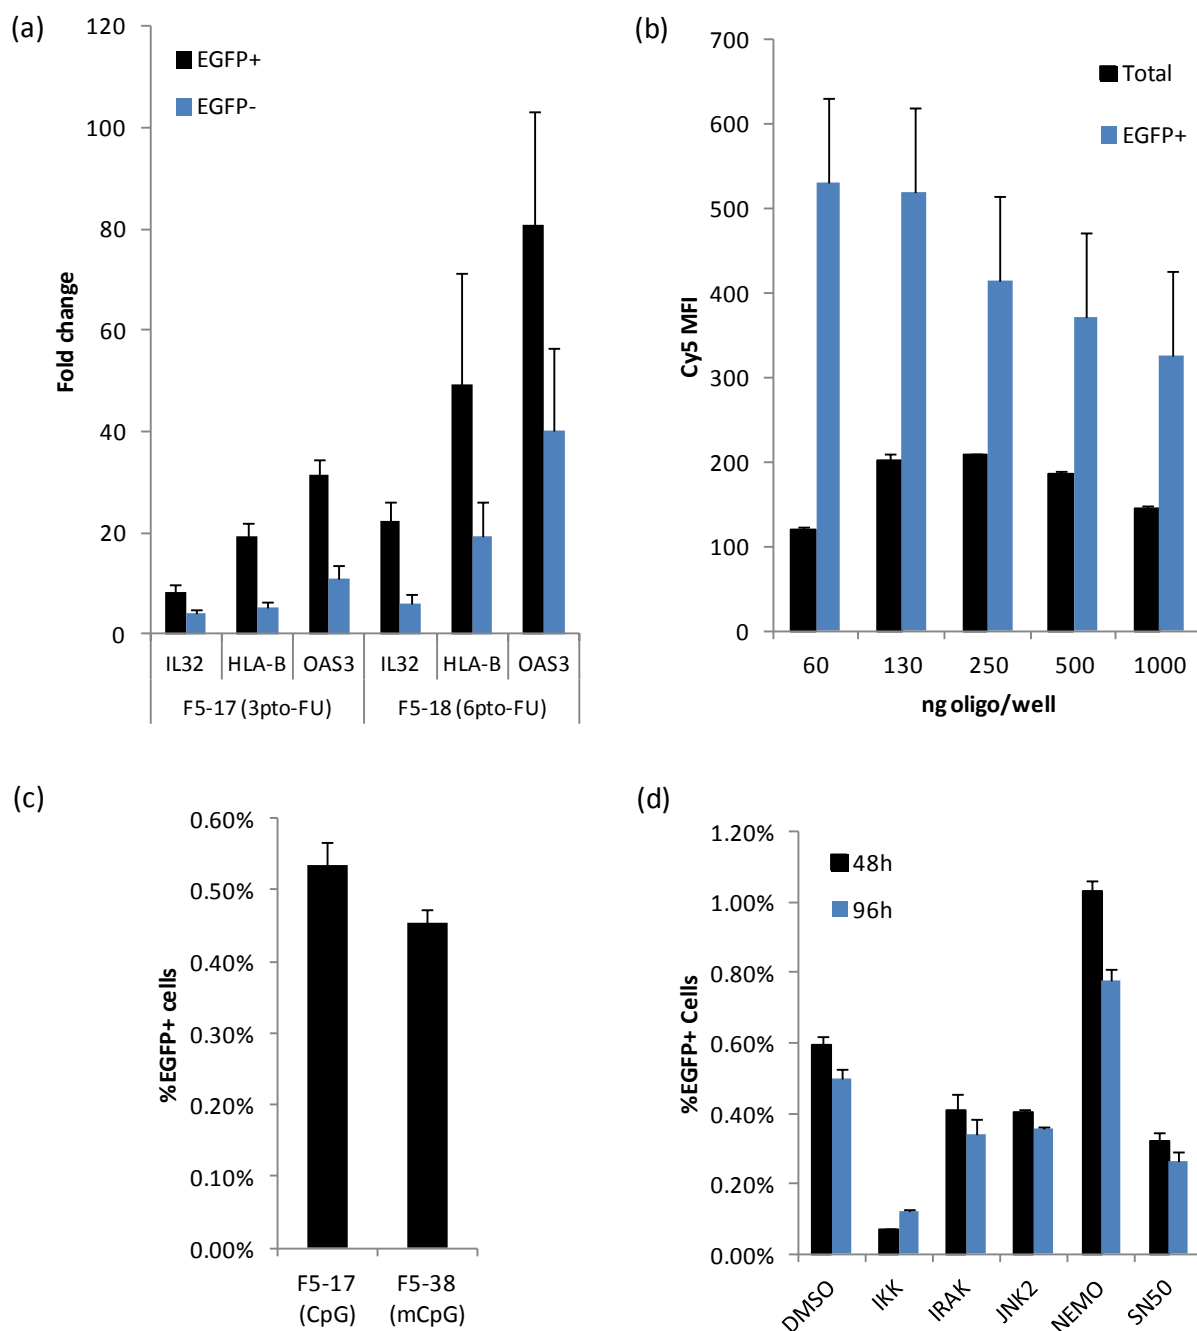 (a)
120
100
80
60
40
20
0
Fold change
EGFP+
EGFP-
IL32 HLA-B OAS3 IL32 HLA-B OAS3
F5-17 (3pto-FU) F5-18 (6pto-FU)
(b)
700
600
500
400
300
200
100
0
Cy5 MFI
Total
EGFP+
60 130 250 500 1000
ng oligo/well
(c)
0.60%
0.50%
0.40%
0.30%
0.20%
0.10%
0.00%
%EGFP+ cells
F5-17 F5-38
(CpG) (mCpG)
(d)
1.20%
1.00%
0.80%
0.60%
0.40%
0.20%
0.00%
%EGFP+ Cells
48h
96h
DMSO IKK IRAK JNK2 NEMO SN50